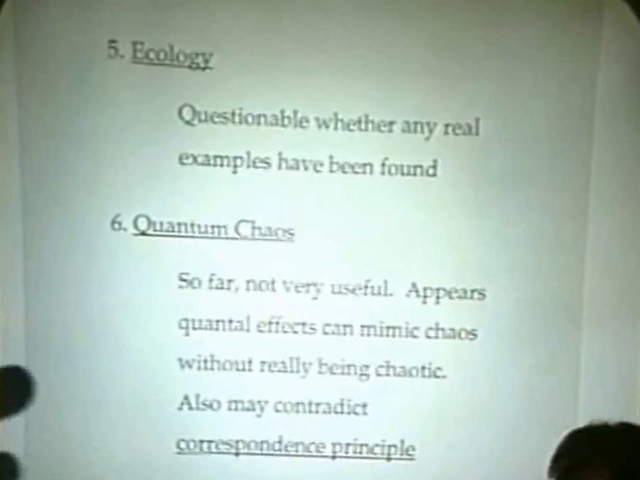 5. Ecology
Questionable whether any real
examples have been found
6. Quantum Chaos
So far, not very useful. Appears
quantal effects can mimic chaos
without really being chaotic.
Also may contradict
correspondence principle